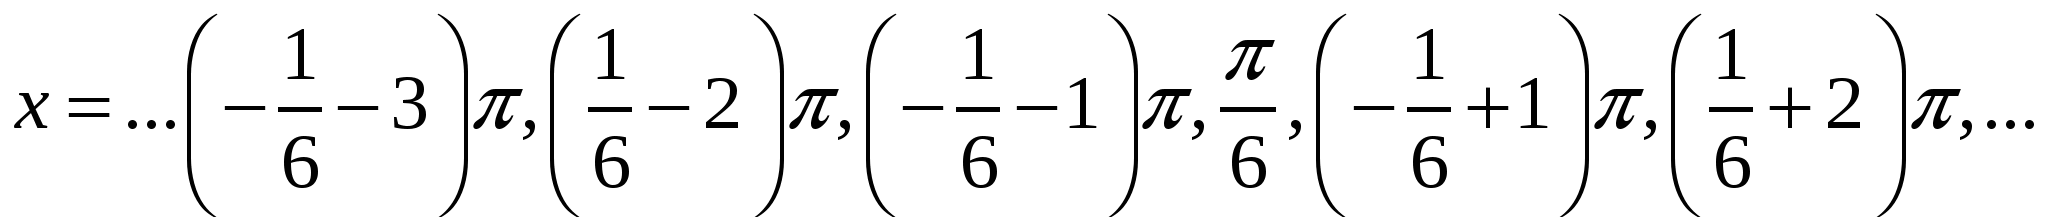 x = ... (−1/6 − 3)π, (1/6 − 2)π, (−1/6 − 1)π, π/6, (−1/6 + 1)π, (1/6 + 2)π, ...